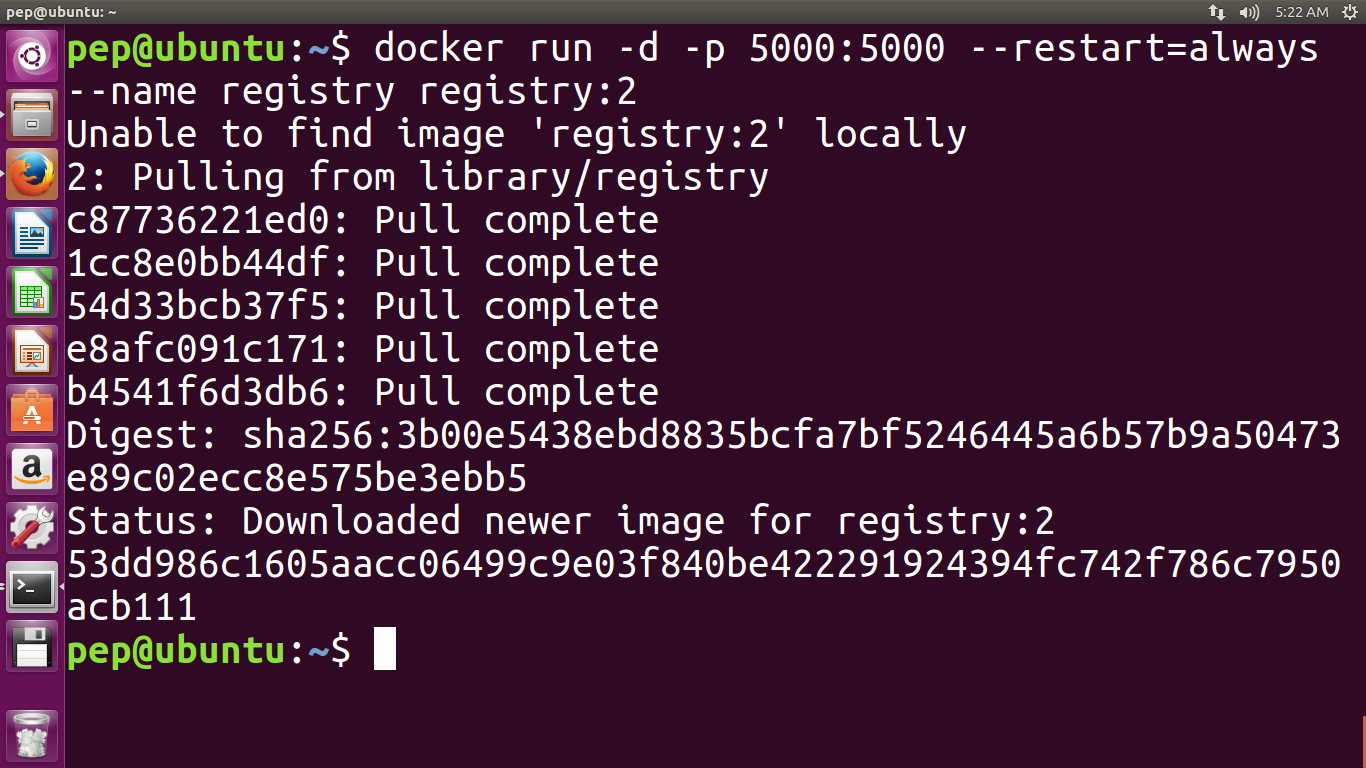 pep@ubuntu: ~
5:22 AM
pep@ubuntu:~$ docker run -d -p 5000:5000 --restart=always
--name registry registry:2
Unable to find image 'registry:2' locally
2: Pulling from library/registry
c87736221ed0: Pull complete
1cc8e0bb44df: Pull complete
54d33bcb37f5: Pull complete
e8afc091c171: Pull complete
b4541f6d3db6: Pull complete
Digest: sha256:3b00e5438ebd8835bcfa7bf5246445a6b57b9a50473
e89c02ecc8e575be3ebb5
Status: Downloaded newer image for registry:2
53dd986c1605aacc06499c9e03f840be422291924394fc742f786c7950
acb111
pep@ubuntu:~$